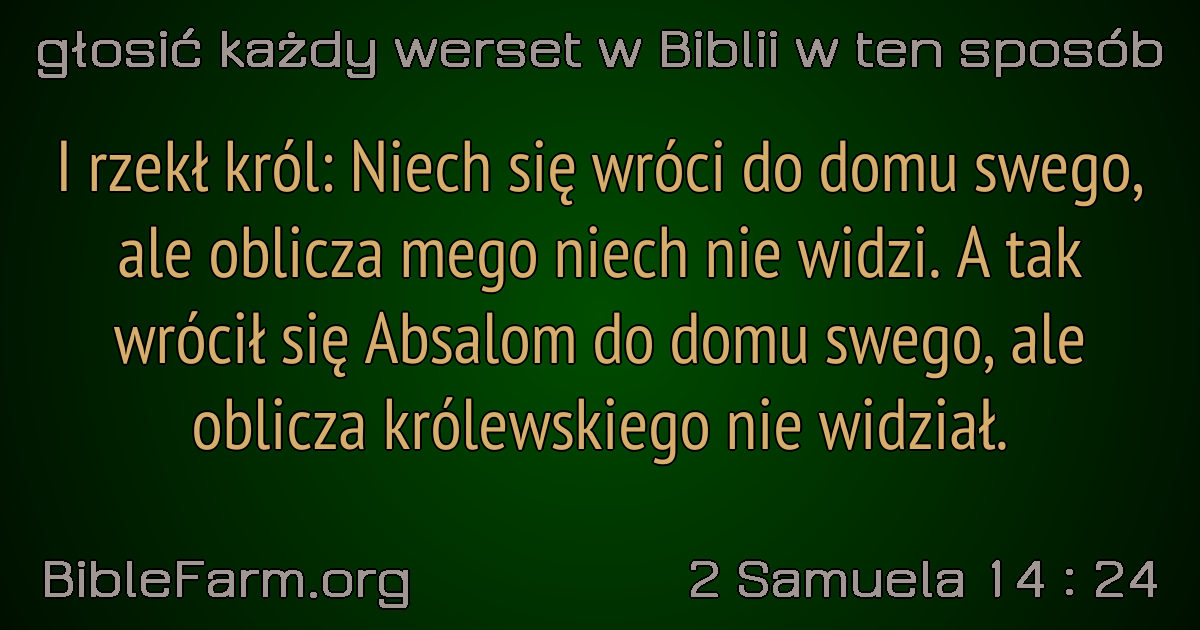 głosić każdy werset w Biblii w ten sposób
I rzekł król: Niech się wróci do domu swego,
ale oblicza mego niech nie widzi. A tak
wrócił się Absalom do domu swego, ale
oblicza królewskiego nie widział.
BibleFarm.org
2 Samuela 14 : 24